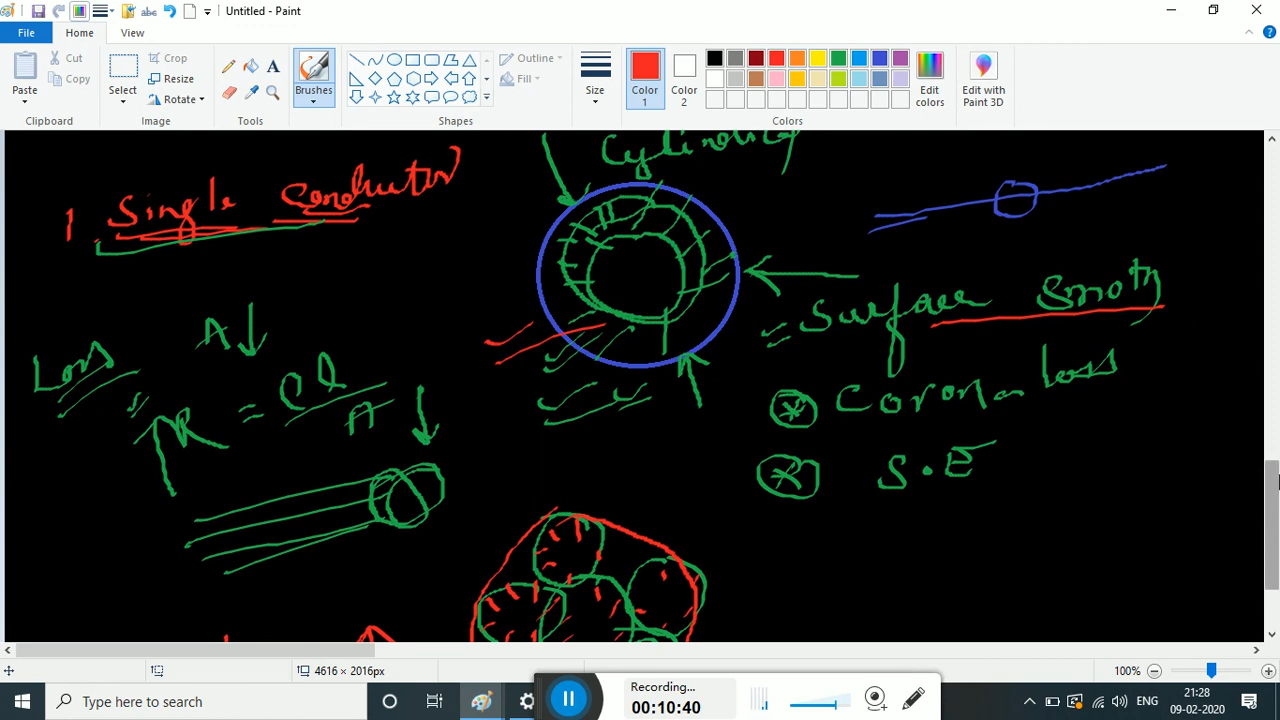 Untitled - Paint
File
Home
View
Paste
Cut
Copy
Clipboard
Select
Crop
Resize
Rotate
Image
A
Tools
Brushes
Outline
Fill
Shapes
Size
Color
1
Color
2
Edit
colors
Edit with
Paint 3D
Colors
Cylindrical
1 Single Conductor
Surface Smoth
Loss
A↓
R = ρl/A
* Corona loss
* S.E
4616 × 2016px
100%
Type here to search
Recording...
00:10:40
ENG
21:28
09-02-2020